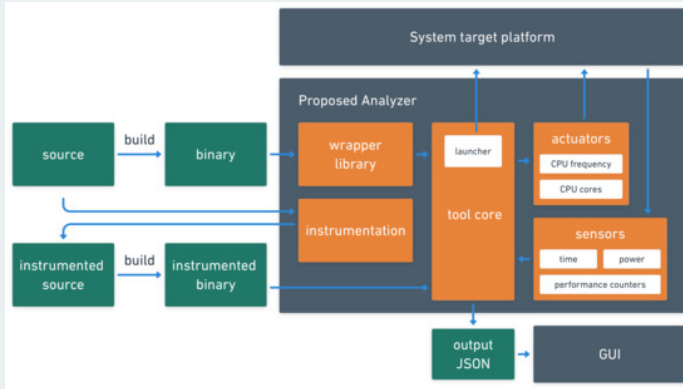 System target platform
Proposed Analyzer
source
build
binary
wrapper
library
launcher
tool core
actuators
CPU frequency
CPU cores
instrumentation
sensors
time
power
performance counters
instrumented
source
build
instrumented
binary
output
JSON
GUI